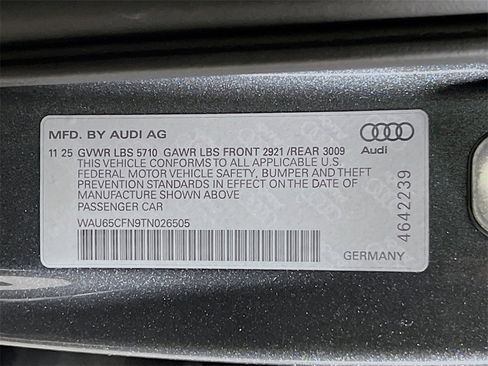 MFD. BY AUDI AG
11 25 GVWR LBS 5710 GAWR LBS FRONT 2921 /REAR 3009
THIS VEHICLE CONFORMS TO ALL APPLICABLE U.S.
FEDERAL MOTOR VEHICLE SAFETY, BUMPER AND THEFT
PREVENTION STANDARDS IN EFFECT ON THE DATE OF
MANUFACTURE SHOWN ABOVE
PASSENGER CAR
WAU65CFN9TN026505
Audi
4642239
GERMANY